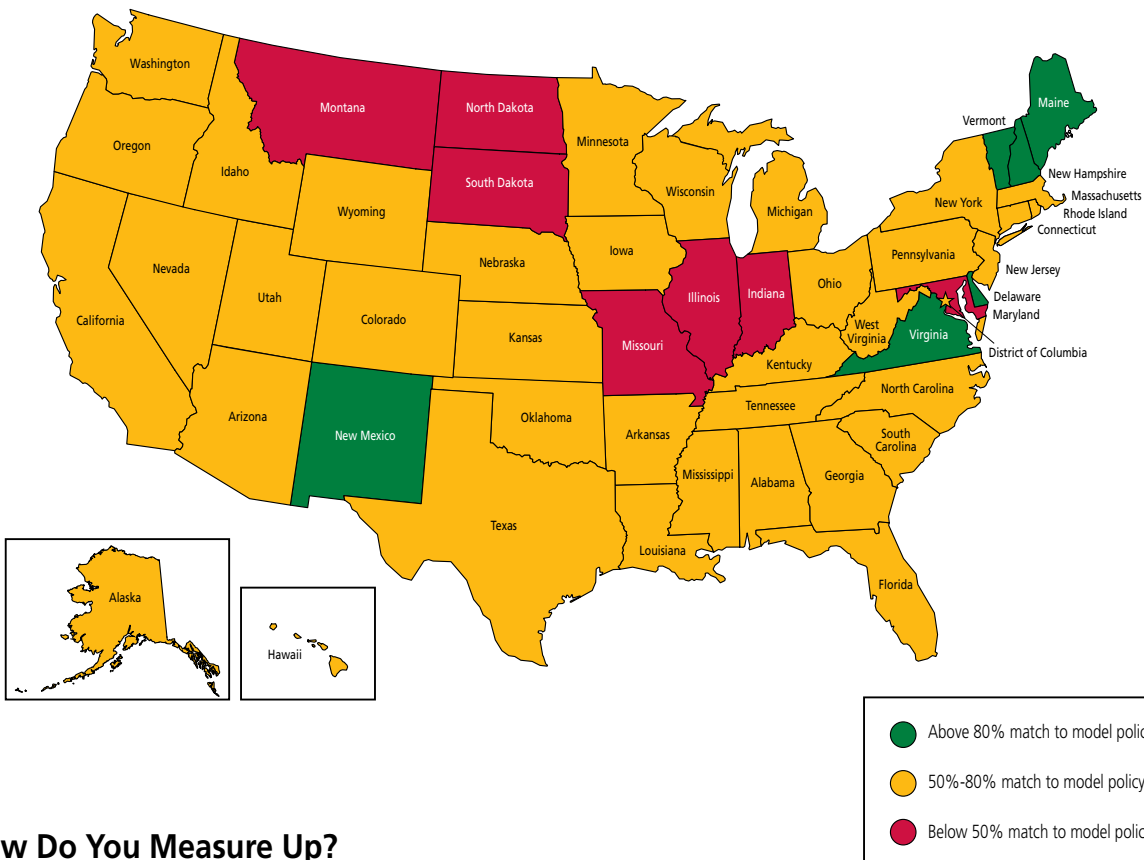 Washington
Oregon
Idaho
Montana
North Dakota
South Dakota
Minnesota
Wisconsin
Michigan
Vermont
Maine
New Hampshire
Massachusetts
Rhode Island
Connecticut
New York
Pennsylvania
New Jersey
Delaware
Maryland
District of Columbia
Wyoming
Nebraska
Iowa
Illinois
Indiana
Ohio
West
Virginia
Virginia
Nevada
Utah
Colorado
Kansas
Missouri
Kentucky
California
Arizona
New Mexico
Oklahoma
Arkansas
Tennessee
North Carolina
South
Carolina
Mississippi
Alabama
Georgia
Texas
Louisiana
Florida
Alaska
Hawaii
Above 80% match to model polic
50%-80% match to model policy
Below 50% match to model polic
w Do You Measure Up?